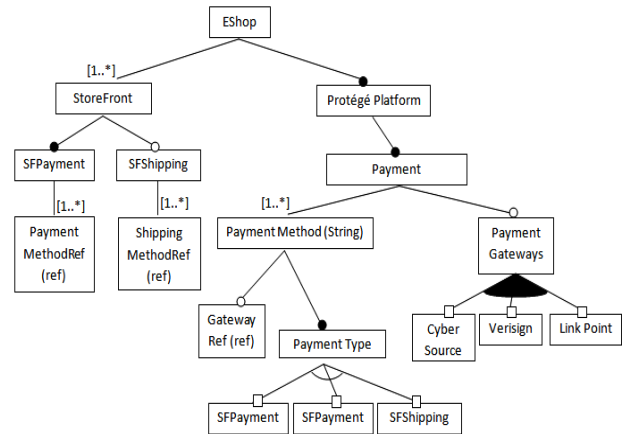 EShop
[1..*]
StoreFront
Protégé Platform
SFPayment
SFShipping
Payment
[1..*]
[1..*]
[1..*]
Payment
MethodRef
(ref)
Shipping
MethodRef
(ref)
Payment Method (String)
Payment
Gateways
Gateway
Ref (ref)
Payment Type
Cyber
Source
Verisign
Link Point
SFPayment
SFPayment
SFShipping